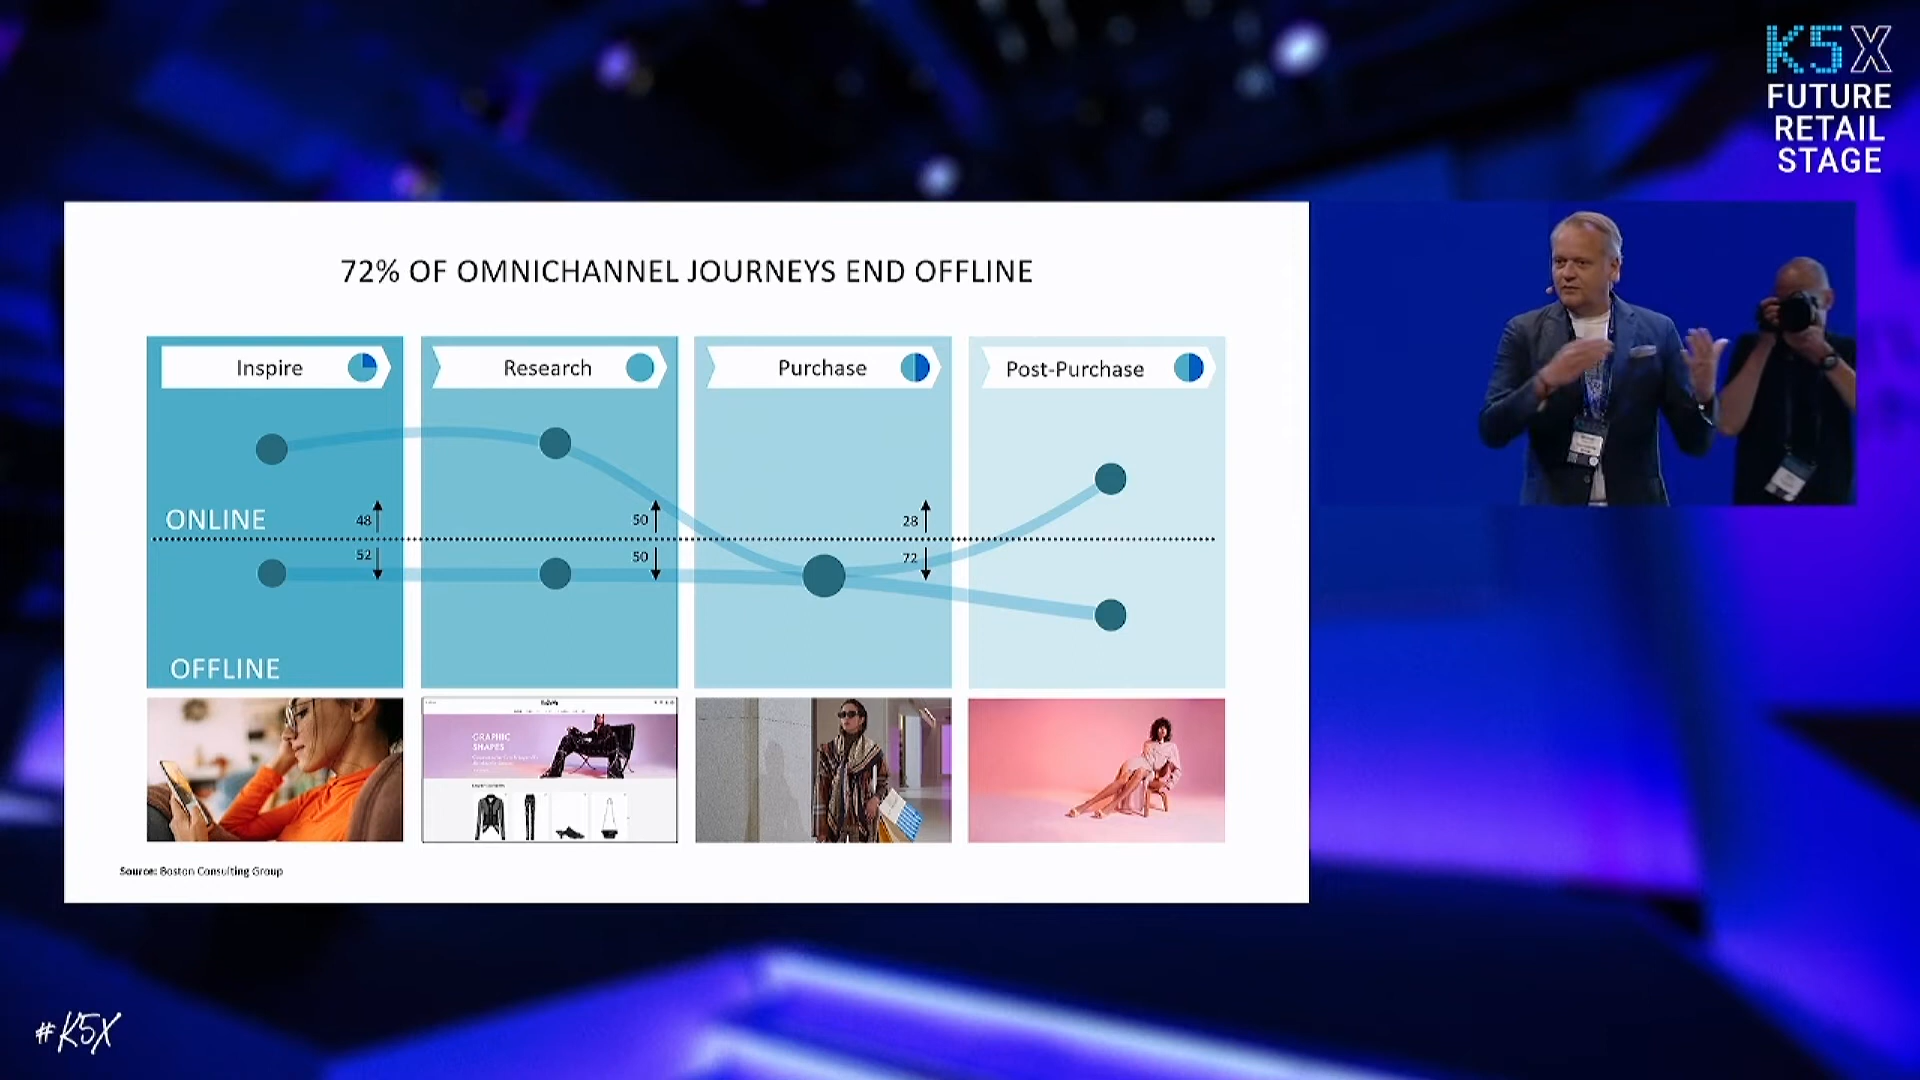 K5X
FUTURE
RETAIL
STAGE
72% OF OMNICHANNEL JOURNEYS END OFFLINE
Inspire
Research
Purchase
Post-Purchase
ONLINE
48
50
28
52
50
72
OFFLINE
GRAPHIC
SHAPES
Source: Boston Consulting Group
#K5X